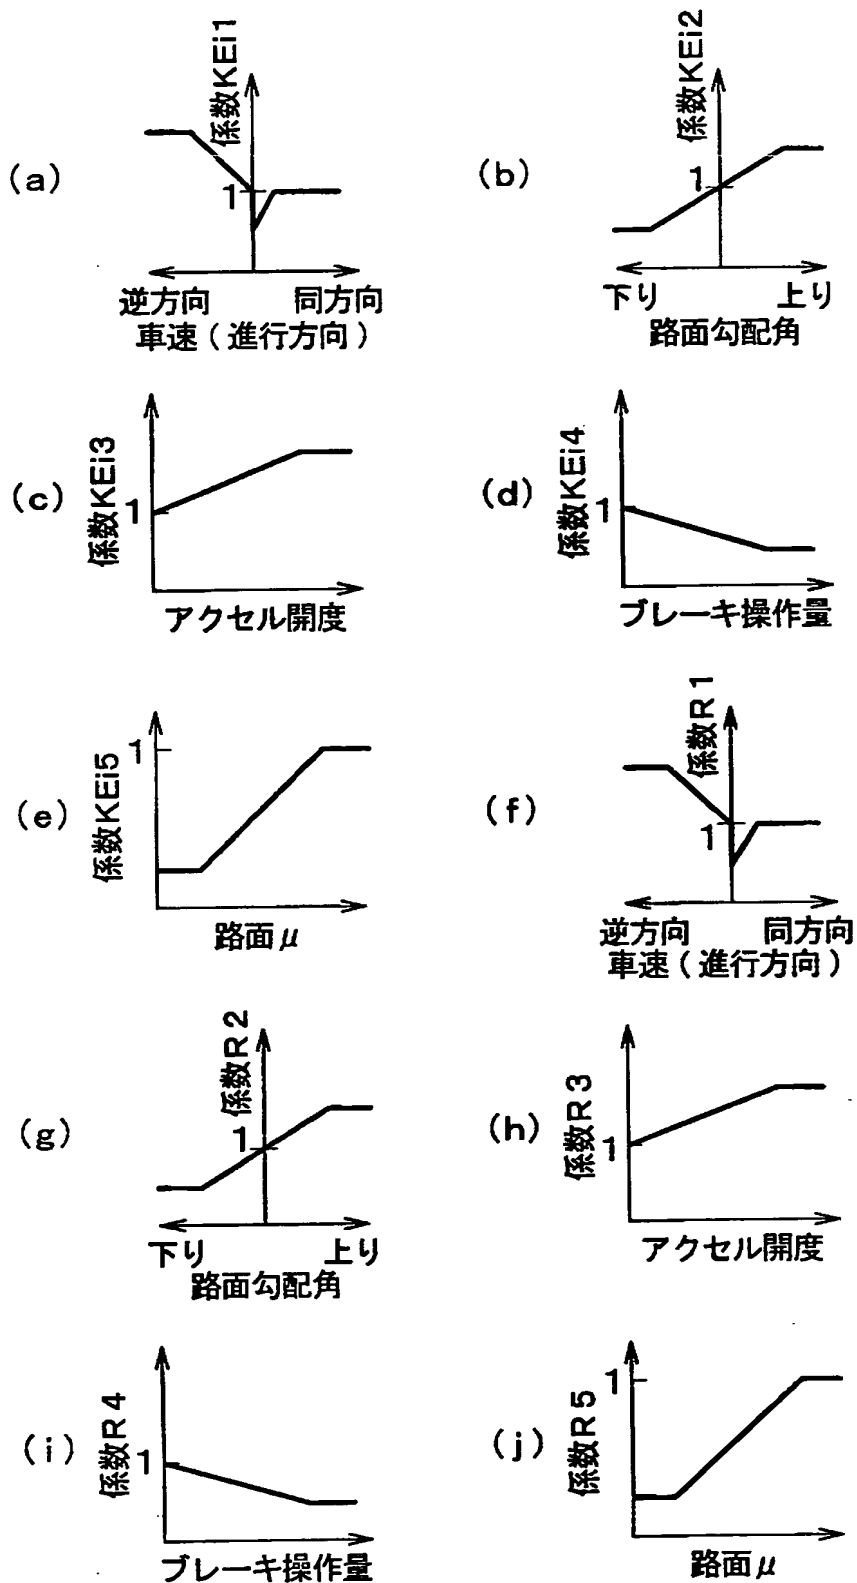 (a)
係数KEi1
1
逆方向 同方向
車速(進行方向)
(b)
係数KEi2
1
下り 上り
路面勾配角
(c)
係数KEi3
1
アクセル開度
(d)
係数KEi4
1
ブレーキ操作量
(e)
係数KEi5
1
路面μ
(f)
係数R1
1
逆方向 同方向
車速(進行方向)
(g)
係数R2
1
下り 上り
路面勾配角
(h)
係数R3
1
アクセル開度
(i)
係数R4
1
ブレーキ操作量
(j)
係数R5
1
路面μ